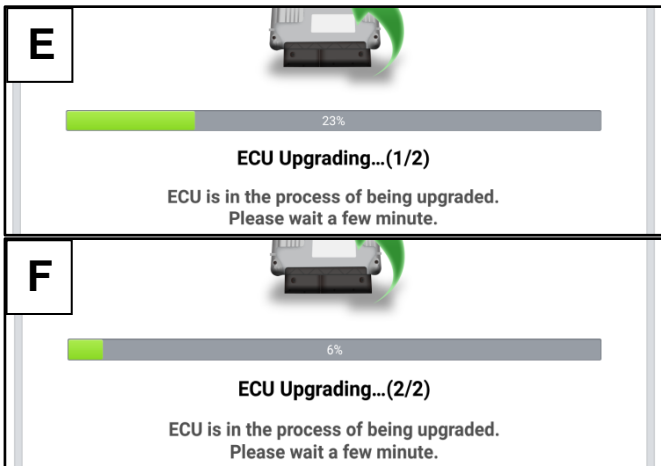 E
23%
ECU Upgrading...(1/2)
ECU is in the process of being upgraded.
Please wait a few minute.
F
6%
ECU Upgrading...(2/2)
ECU is in the process of being upgraded.
Please wait a few minute.